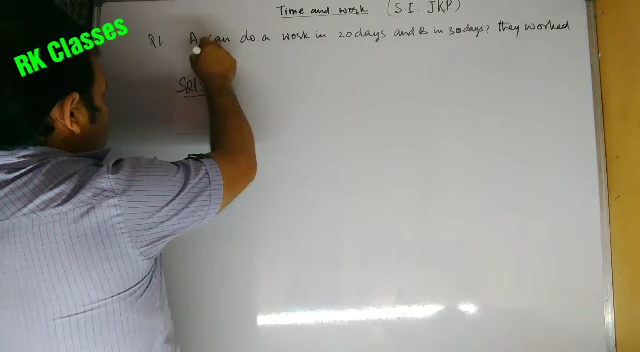 RK Classes
Time and work (S.I. JKP)
Q1. A can do a work in 20 days and B in 30 days? they worked
Sol: